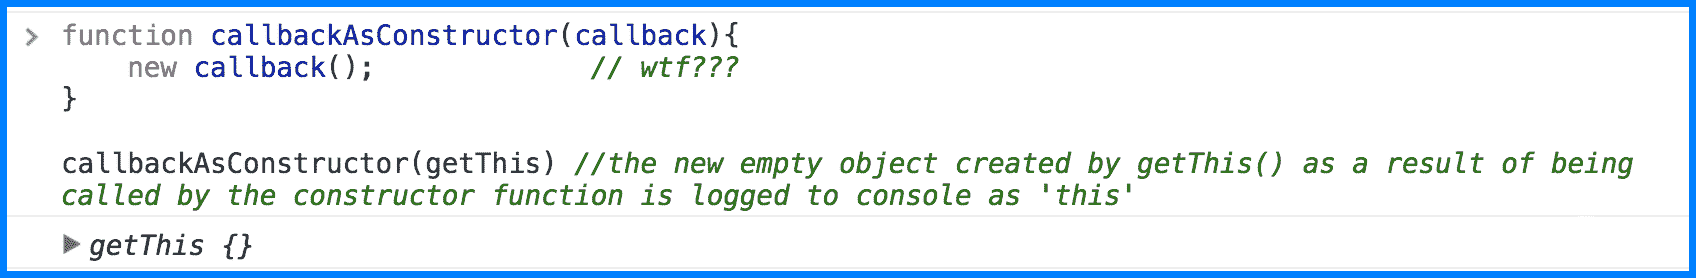 function callbackAsConstructor(callback){
    new callback();             // wtf???
}
callbackAsConstructor(getThis) //the new empty object created by getThis() as a result of being
called by the constructor function is logged to console as 'this'
getThis {}